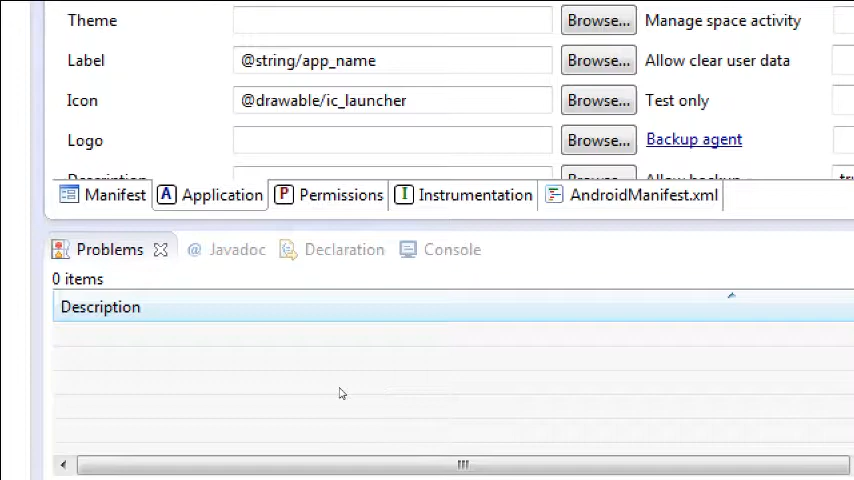 Theme Browse... Manage space activity
Label @string/app_name Browse... Allow clear user data
Icon @drawable/ic_launcher Browse... Test only
Logo Browse... Backup agent
Description Browse... Allow backup
Manifest A Application P Permissions I Instrumentation AndroidManifest.xml
Problems @ Javadoc Declaration Console
0 items
Description